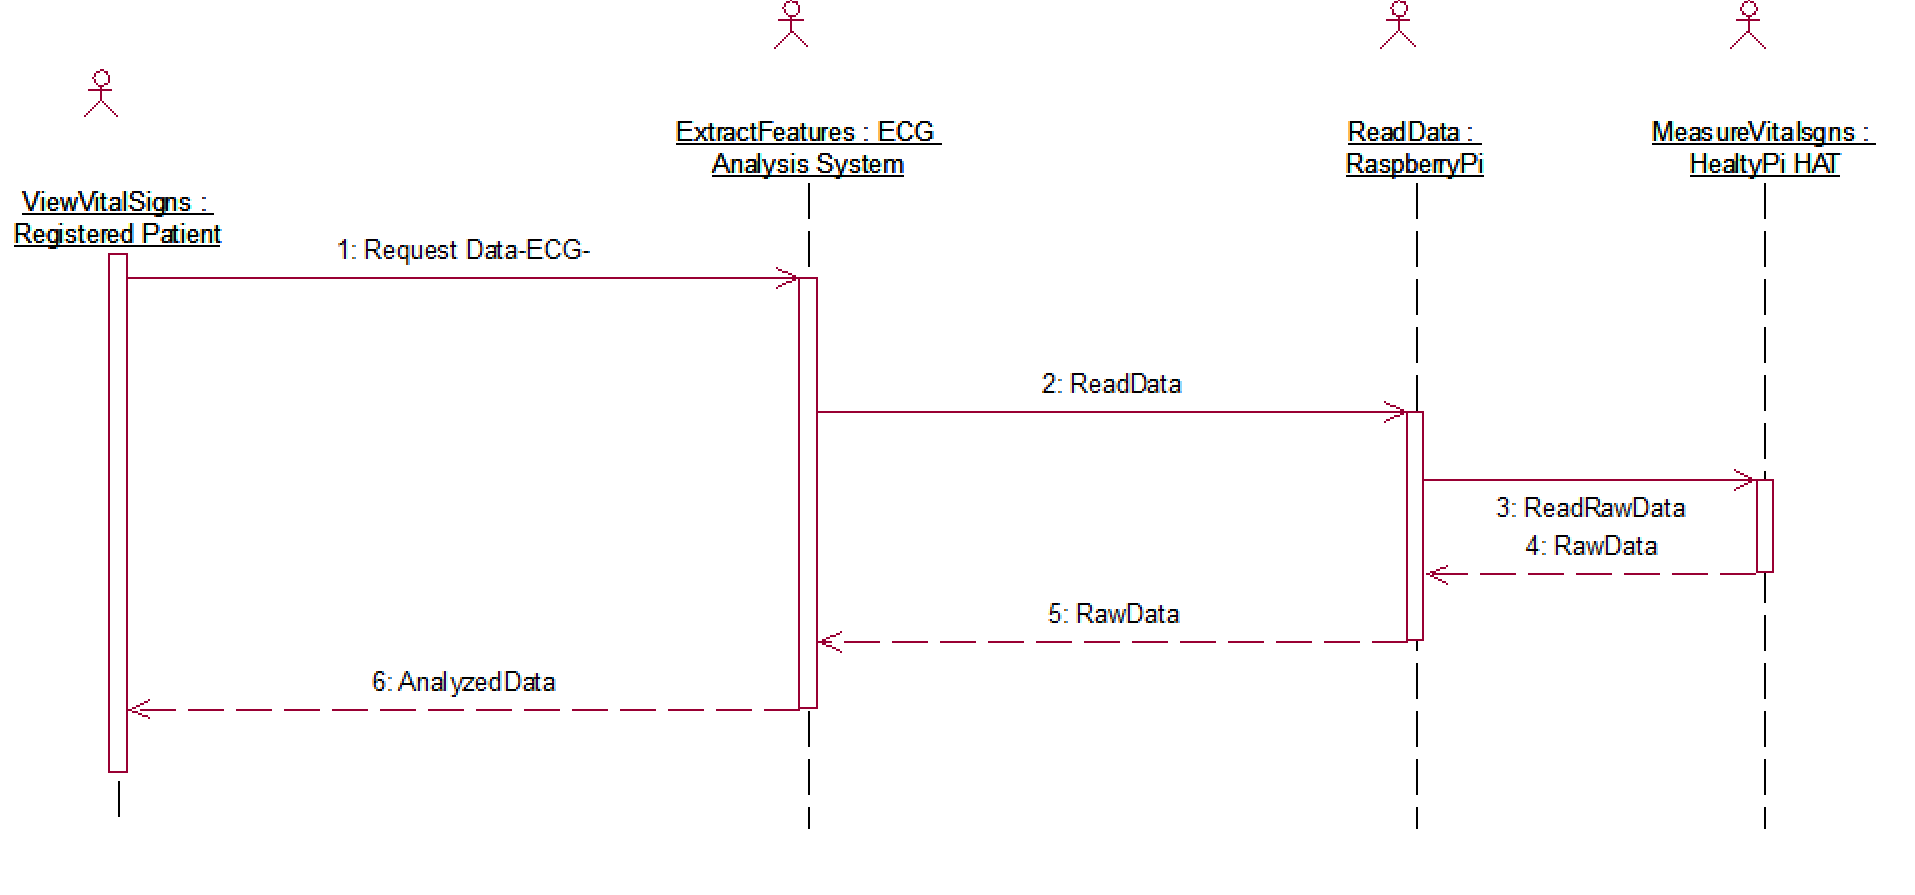 ExtractFeatures : ECG
Analysis System
ReadData :
RaspberryPi
MeasureVitalsgns :
HealtyPi HAT
ViewVitalSigns :
Registered Patient
1: Request Data-ECG-
2: ReadData
3: ReadRawData
4: RawData
5: RawData
6: AnalyzedData